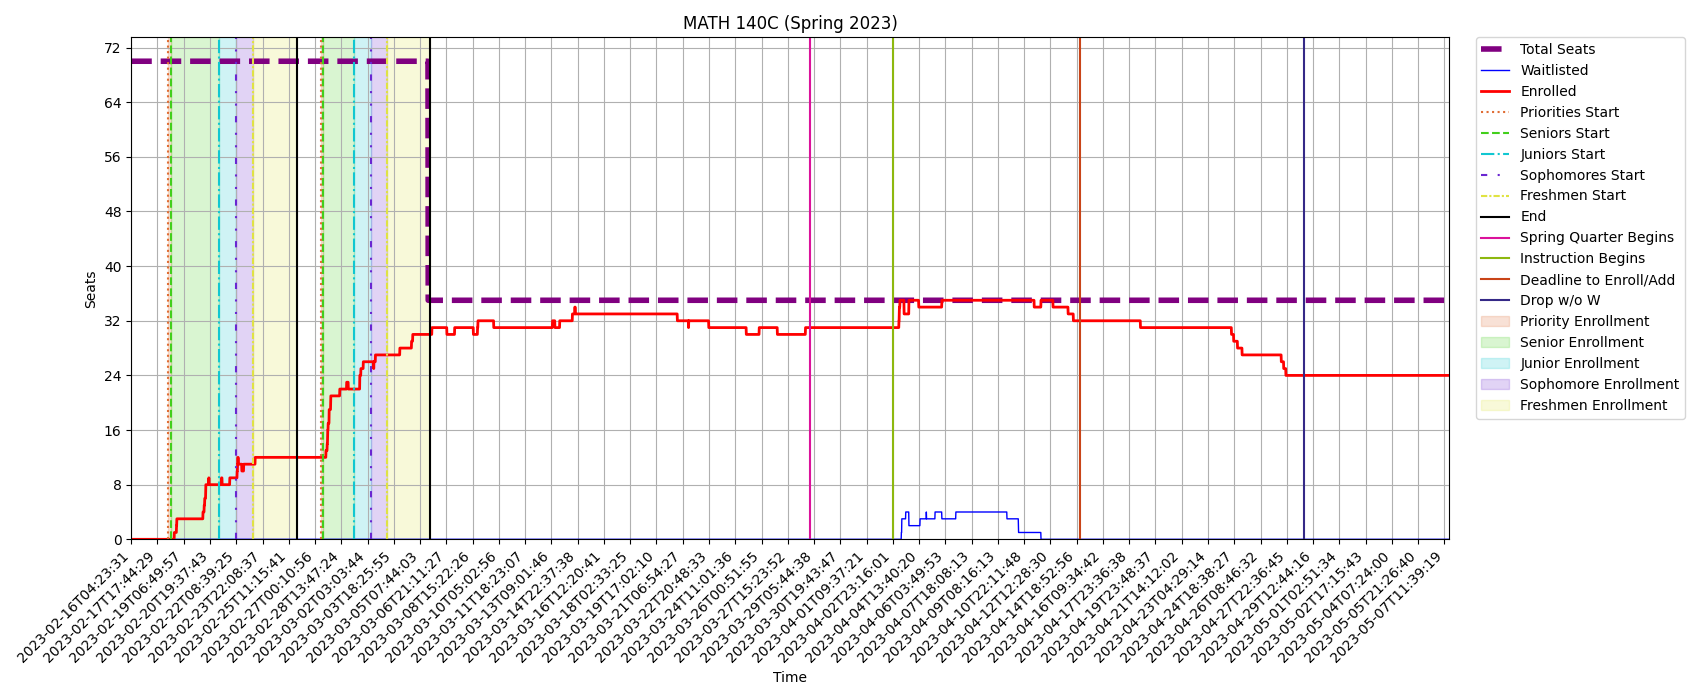 MATH 140C (Spring 2023)
Seats
72
64
56
48
40
32
24
16
8
0
2023-02-16T04:23:31
2023-02-17T17:44:29
2023-02-19T06:49:57
2023-02-20T19:37:43
2023-02-22T08:39:25
2023-02-23T22:08:37
2023-02-25T11:15:41
2023-02-27T00:10:56
2023-02-28T13:47:24
2023-03-02T03:03:44
2023-03-03T18:25:55
2023-03-05T07:44:03
2023-03-06T21:11:27
2023-03-08T15:22:26
2023-03-10T05:02:56
2023-03-11T18:23:07
2023-03-13T09:01:46
2023-03-14T22:37:38
2023-03-16T12:20:41
2023-03-18T02:33:25
2023-03-19T17:02:10
2023-03-21T06:54:27
2023-03-22T20:48:33
2023-03-24T11:01:36
2023-03-26T00:51:55
2023-03-27T15:23:52
2023-03-29T05:44:38
2023-03-30T19:43:47
2023-04-01T09:37:21
2023-04-02T23:16:01
2023-04-04T13:40:20
2023-04-06T03:49:53
2023-04-07T18:08:13
2023-04-09T08:16:13
2023-04-10T22:11:48
2023-04-12T12:28:30
2023-04-14T18:52:56
2023-04-16T09:34:42
2023-04-17T23:36:38
2023-04-19T23:48:37
2023-04-21T14:12:02
2023-04-23T04:29:14
2023-04-24T18:38:27
2023-04-26T08:46:32
2023-04-27T22:36:45
2023-04-29T12:44:16
2023-05-01T02:51:34
2023-05-02T17:15:43
2023-05-04T07:24:00
2023-05-05T21:26:40
2023-05-07T11:39:19
Time
Total Seats
Waitlisted
Enrolled
Priorities Start
Seniors Start
Juniors Start
Sophomores Start
Freshmen Start
End
Spring Quarter Begins
Instruction Begins
Deadline to Enroll/Add
Drop w/o W
Priority Enrollment
Senior Enrollment
Junior Enrollment
Sophomore Enrollment
Freshmen Enrollment